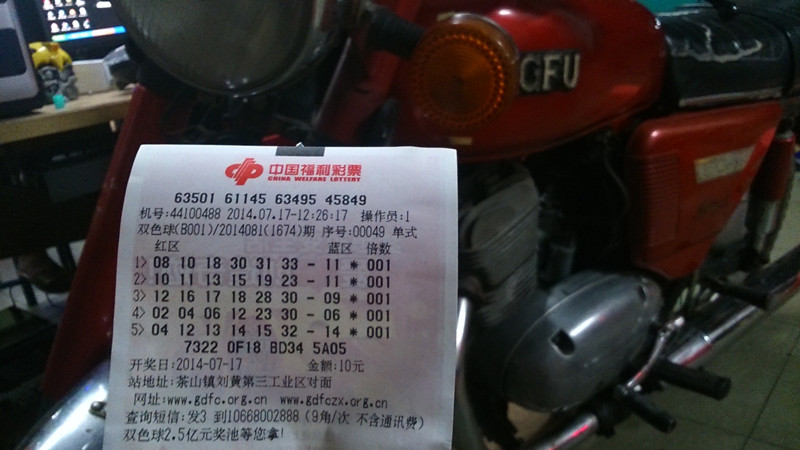 CFU
中国福利彩票
CHINA WELFARE LOTTERY
63501 61145 63495 45849
机号:44100488 2014.07.17-12:26:17 操作员:1
双色球(B001)/2014081(1674)期 序号:00049 单式
红区 蓝区 倍数
1> 08 10 18 30 31 33 - 11 * 001
2> 10 11 13 15 19 23 - 11 * 001
3> 12 16 17 18 28 30 - 09 * 001
4> 02 04 06 12 23 30 - 06 * 001
5> 04 12 13 14 15 32 - 14 * 001
7322 0F18 BD34 5A05
开奖日:2014-07-17 金额:10元
站地址:茶山镇刘黄第三工业区对面
网址:www.gdfc.org.cn www.gdfczx.org.cn
查询短信:发3 到10668002888 (9角/次 不含通讯费)
双色球2.5亿元奖池等您拿!